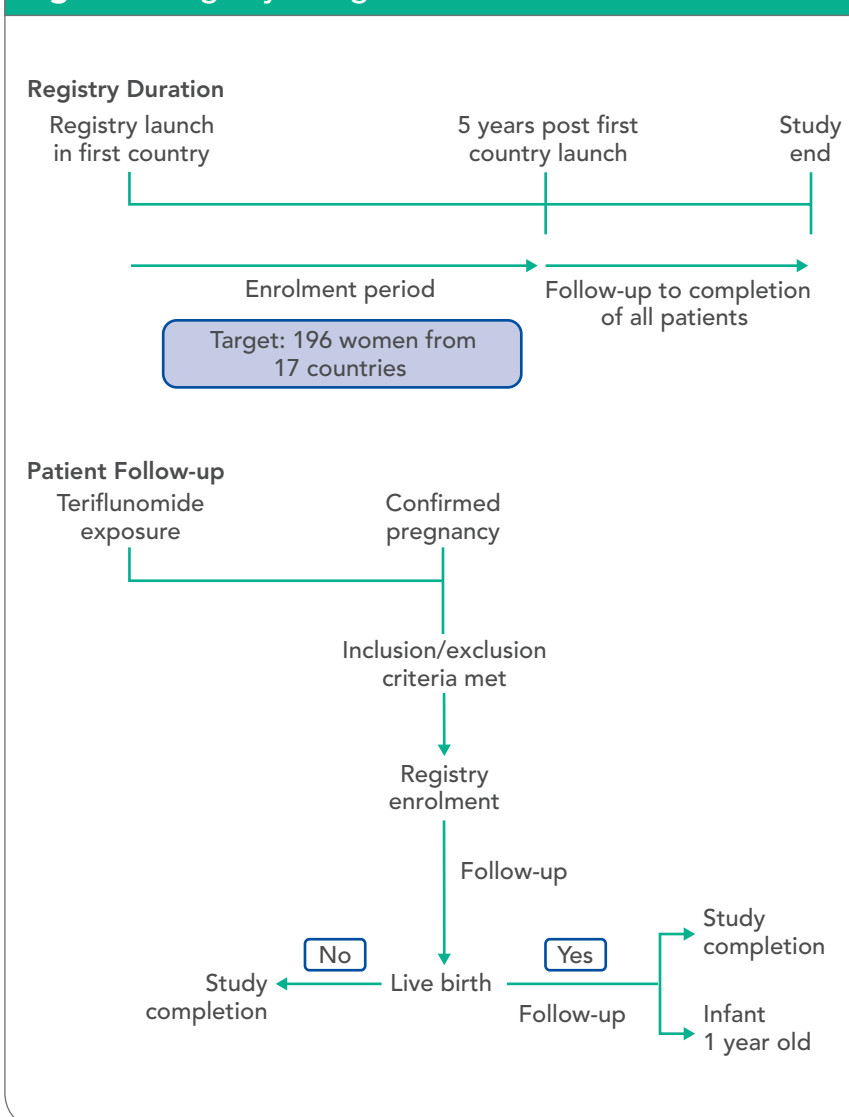 Registry Duration
Registry launch
in first country
5 years post first
country launch
Study
end
Enrolment period
Follow-up to completion
of all patients
Target: 196 women from
17 countries
Patient Follow-up
Teriflunomide
exposure
Confirmed
pregnancy
Inclusion/exclusion
criteria met
Registry
enrolment
Follow-up
No
Yes
Study
completion
Live birth
Follow-up
Study
completion
Infant
1 year old